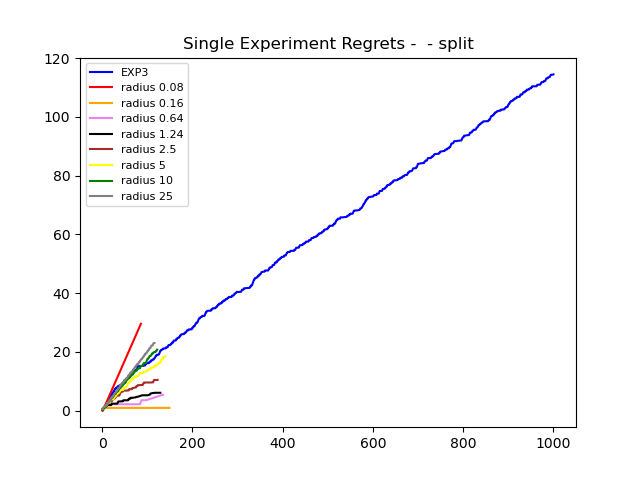 Single Experiment Regrets -  - split
EXP3
radius 0.08
radius 0.16
radius 0.64
radius 1.24
radius 2.5
radius 5
radius 10
radius 25
120
100
80
60
40
20
0
0 200 400 600 800 1000